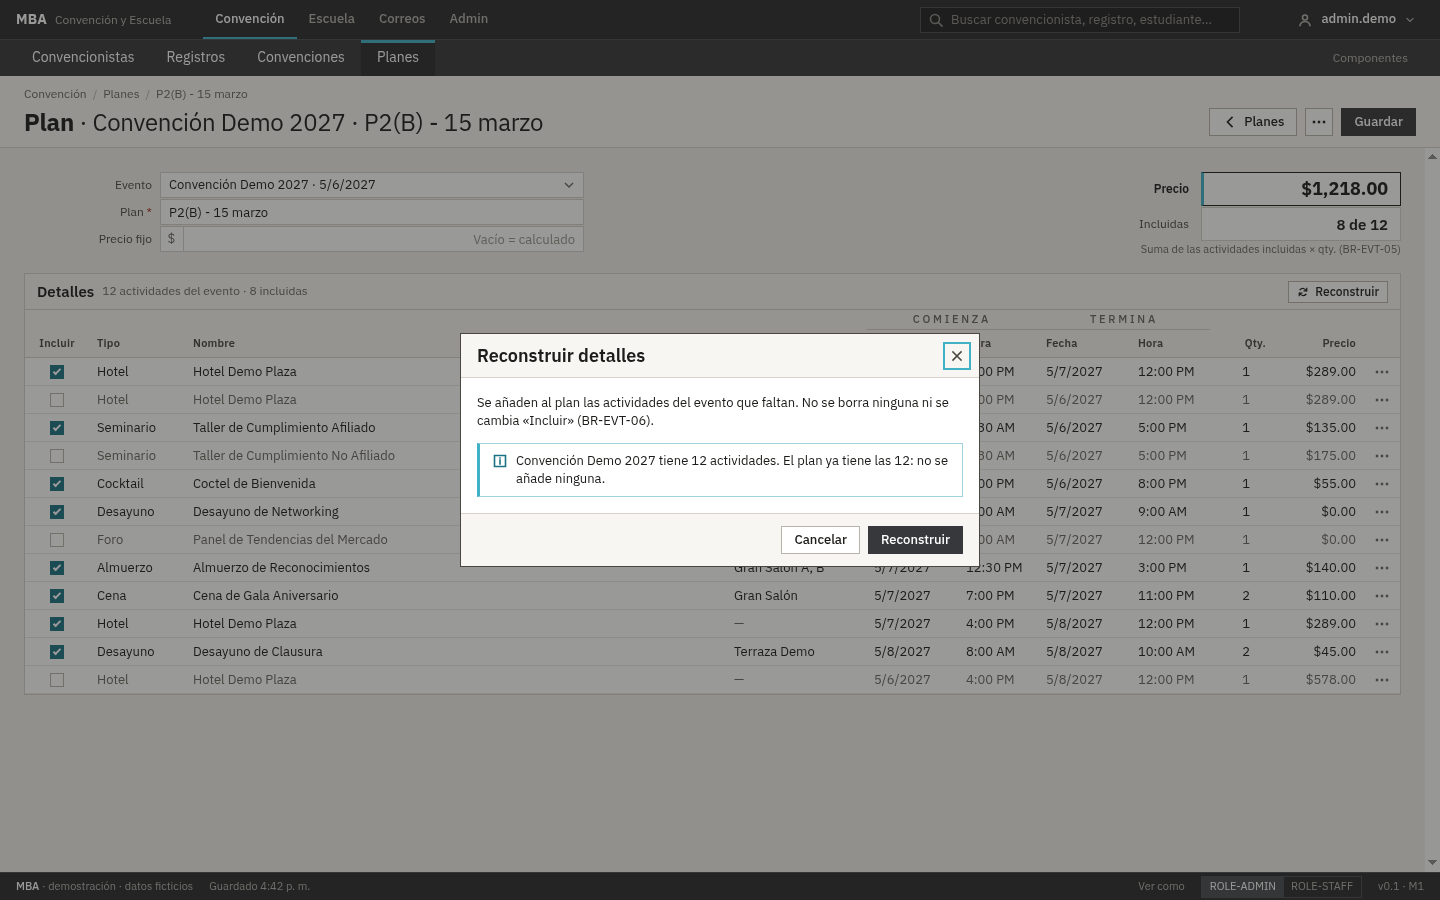 MBA Convención y Escuela Convención Escuela Correos Admin Buscar convencionista, registro, estudiante... admin.demo
Convencionistas Registros Convenciones Planes Componentes
Convención / Planes / P2(B) - 15 marzo
Plan · Convención Demo 2027 · P2(B) - 15 marzo Planes ··· Guardar
Evento Convención Demo 2027 · 5/6/2027 Precio $1,218.00
Plan * P2(B) - 15 marzo Incluidas 8 de 12
Precio fijo $ Vacío = calculado Suma de las actividades incluidas × qty. (BR-EVT-05)
Detalles 12 actividades del evento · 8 incluidas Reconstruir
COMIENZA TERMINA
Incluir Tipo Nombre Fecha Hora Qty. Precio
Hotel Hotel Demo Plaza 5/7/2027 12:00 PM 1 $289.00 ···
Hotel Hotel Demo Plaza 5/6/2027 12:00 PM 1 $289.00 ···
Seminario Taller de Cumplimiento Afiliado 5/6/2027 5:00 PM 1 $135.00 ···
Seminario Taller de Cumplimiento No Afiliado 5/6/2027 5:00 PM 1 $175.00 ···
Cocktail Coctel de Bienvenida 5/6/2027 8:00 PM 1 $55.00 ···
Desayuno Desayuno de Networking 5/7/2027 9:00 AM 1 $0.00 ···
Foro Panel de Tendencias del Mercado 5/7/2027 12:00 PM 1 $0.00 ···
Almuerzo Almuerzo de Reconocimientos Gran Salón A, B 5/7/2027 12:30 PM 5/7/2027 3:00 PM 1 $140.00 ···
Cena Cena de Gala Aniversario Gran Salón 5/7/2027 7:00 PM 5/7/2027 11:00 PM 2 $110.00 ···
Hotel Hotel Demo Plaza — 5/7/2027 4:00 PM 5/8/2027 12:00 PM 1 $289.00 ···
Desayuno Desayuno de Clausura Terraza Demo 5/8/2027 8:00 AM 5/8/2027 10:00 AM 2 $45.00 ···
Hotel Hotel Demo Plaza — 5/6/2027 4:00 PM 5/8/2027 12:00 PM 1 $578.00 ···
Reconstruir detalles
Se añaden al plan las actividades del evento que faltan. No se borra ninguna ni se
cambia «Incluir» (BR-EVT-06).
Convención Demo 2027 tiene 12 actividades. El plan ya tiene las 12: no se
añade ninguna.
Cancelar Reconstruir
MBA · demostración · datos ficticios Guardado 4:42 p. m. Ver como ROLE-ADMIN ROLE-STAFF v0.1 · M1